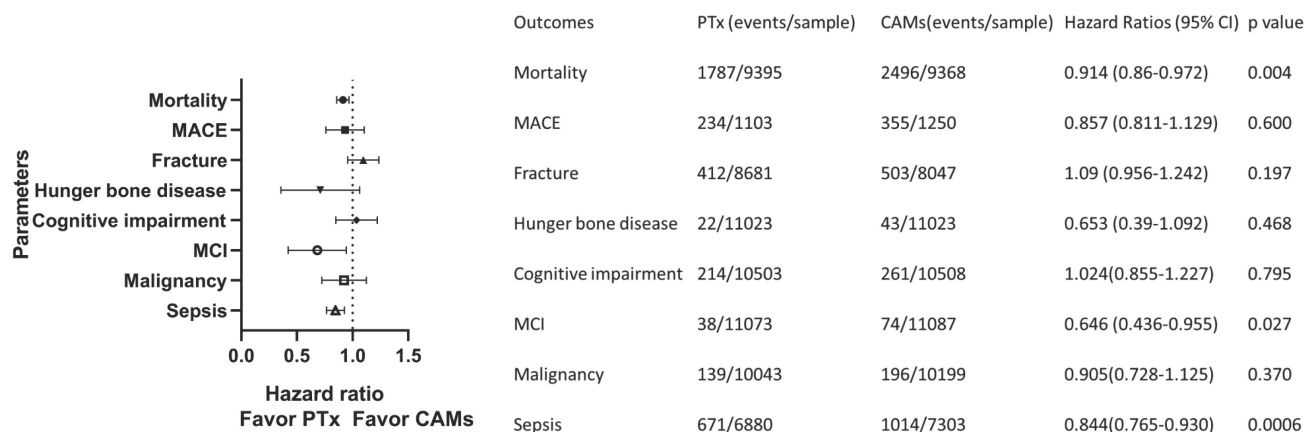 Parameters
Mortality
MACE
Fracture
Hunger bone disease
Cognitive impairment
MCI
Malignancy
Sepsis
0.0 0.5 1.0 1.5
Hazard ratio
Favor PTx Favor CAMs
Outcomes PTx (events/sample) CAMs(events/sample) Hazard Ratios (95% CI) p value
Mortality 1787/9395 2496/9368 0.914 (0.86-0.972) 0.004
MACE 234/1103 355/1250 0.857 (0.811-1.129) 0.600
Fracture 412/8681 503/8047 1.09 (0.956-1.242) 0.197
Hunger bone disease 22/11023 43/11023 0.653 (0.39-1.092) 0.468
Cognitive impairment 214/10503 261/10508 1.024(0.855-1.227) 0.795
MCI 38/11073 74/11087 0.646 (0.436-0.955) 0.027
Malignancy 139/10043 196/10199 0.905(0.728-1.125) 0.370
Sepsis 671/6880 1014/7303 0.844(0.765-0.930) 0.0006